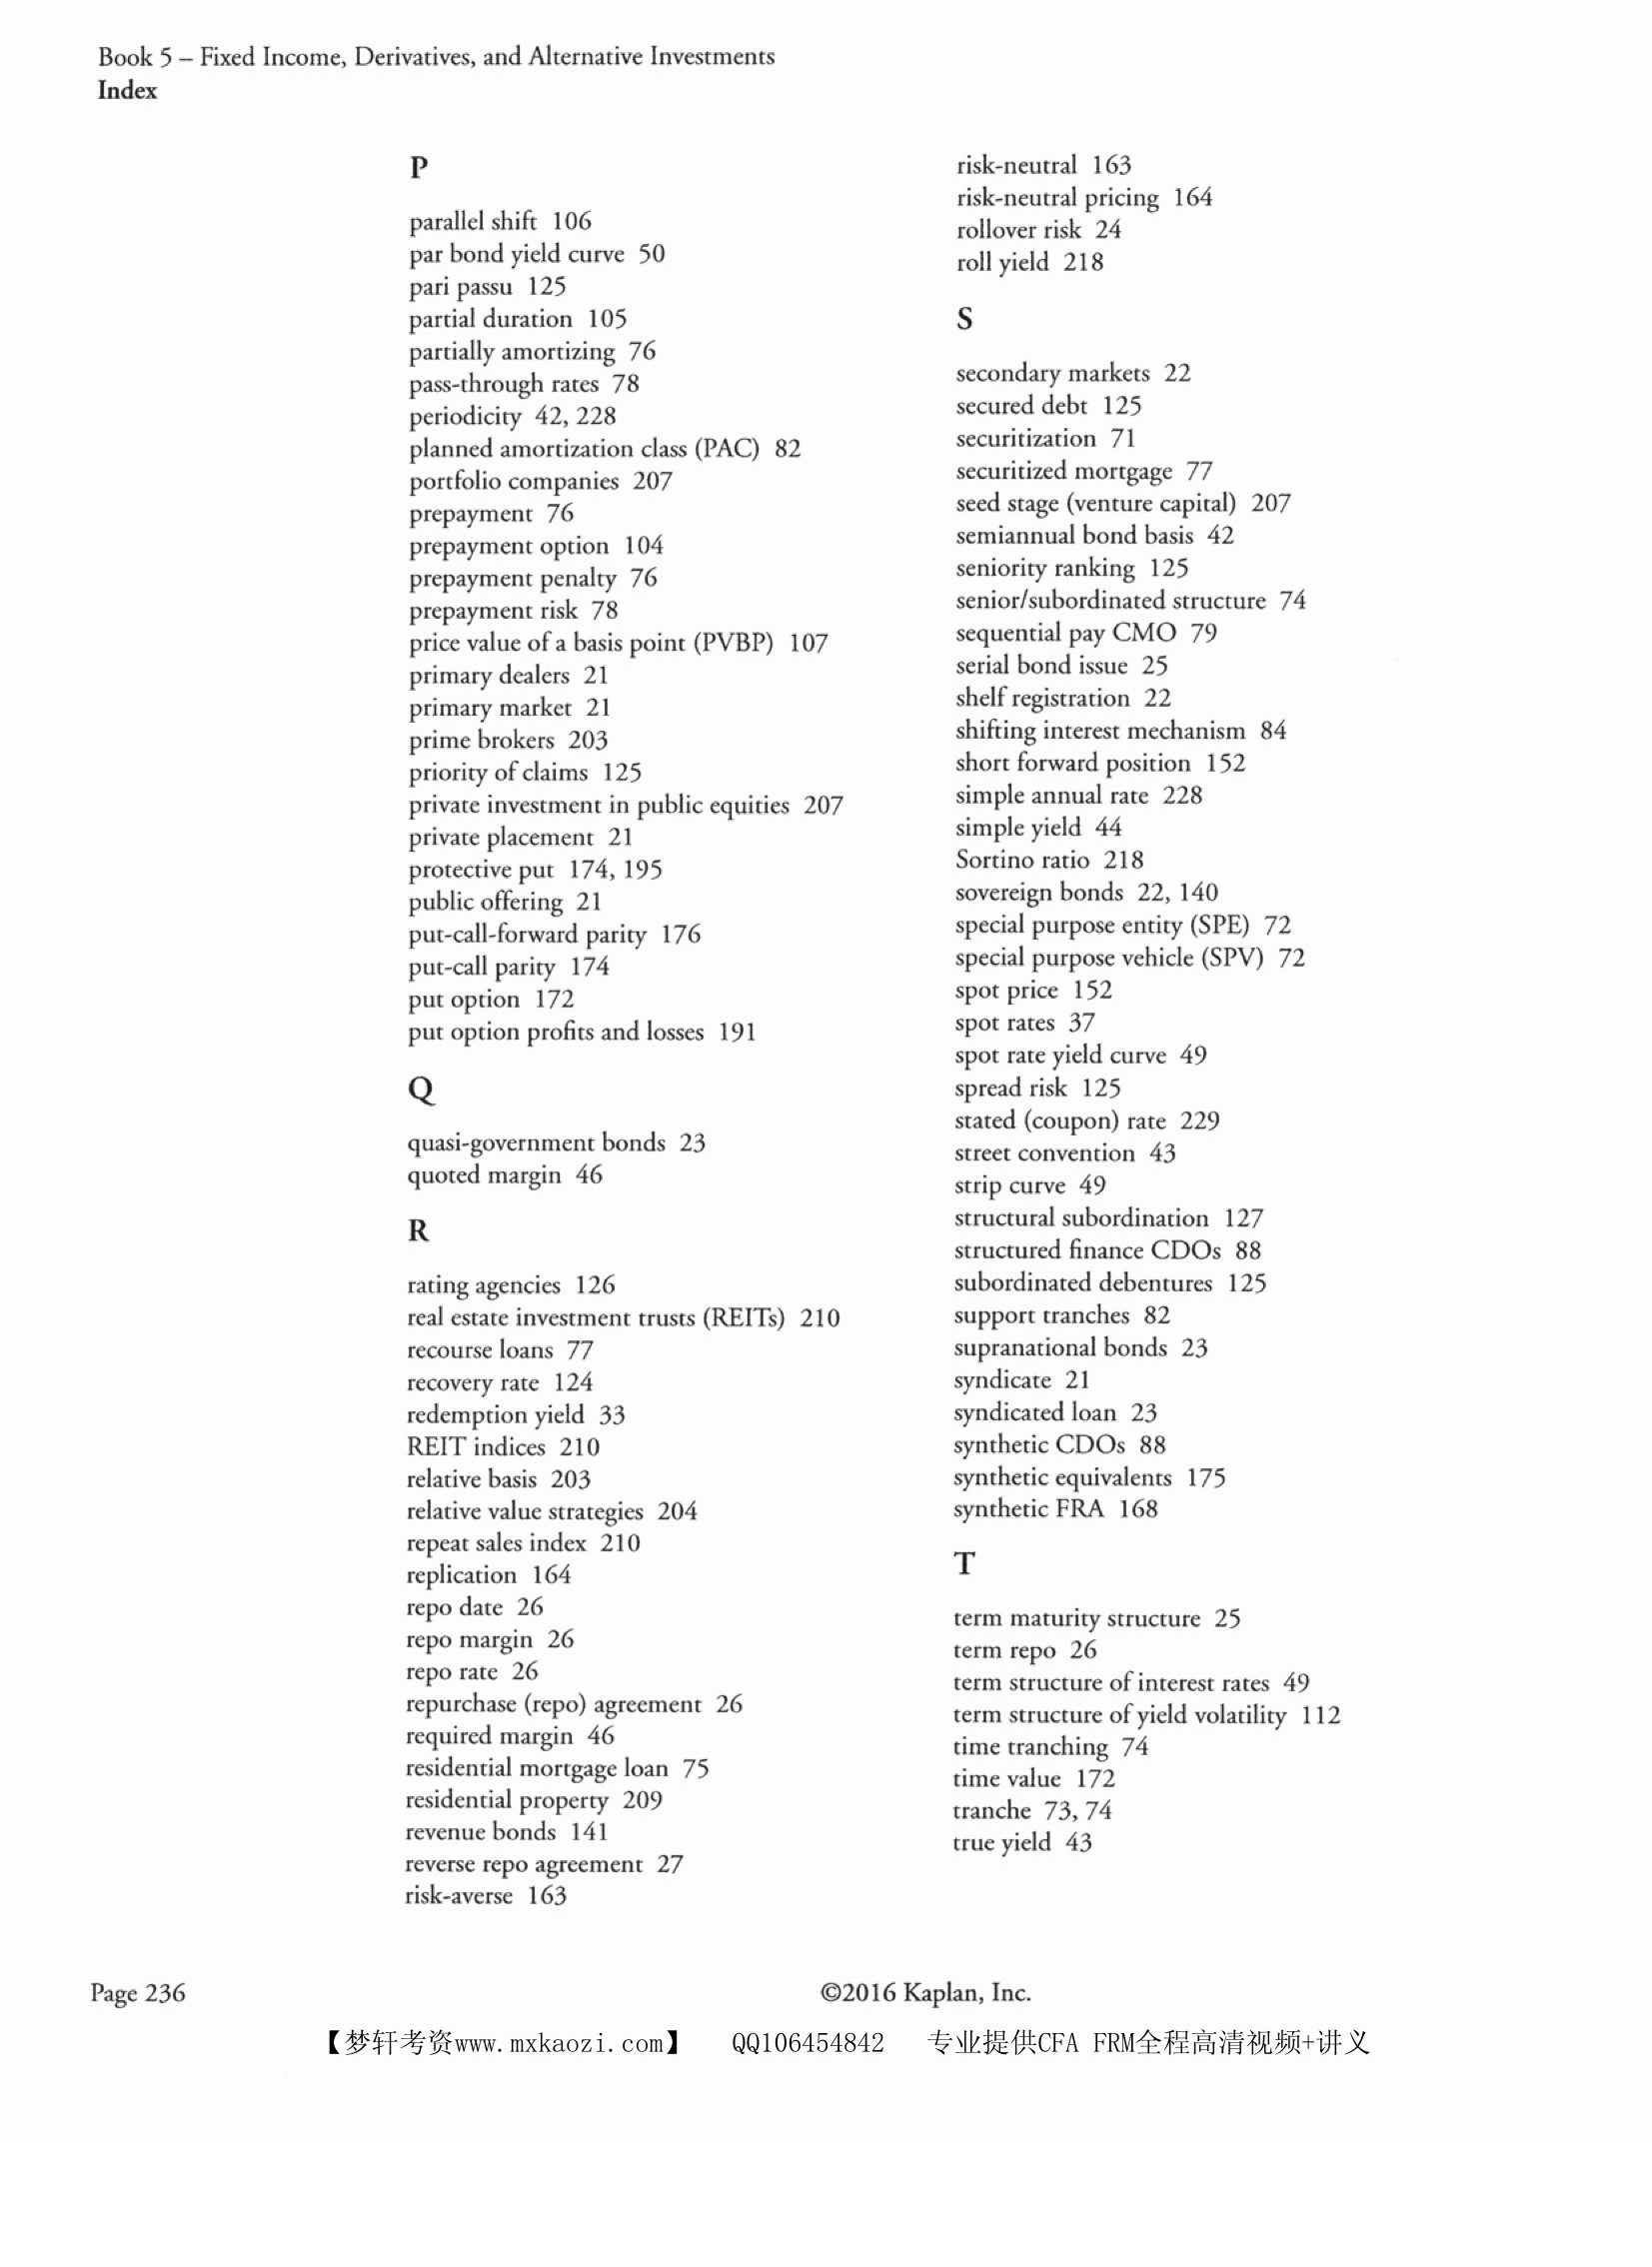 Book 5 – Fixed Income, Derivatives, and Alternative Investments
Index
P
parallel shift 106
par bond yield curve 50
pari passu 125
partial duration 105
partially amortizing 76
pass-through rates 78
periodicity 42, 228
planned amortization class (PAC) 82
portfolio companies 207
prepayment 76
prepayment option 104
prepayment penalty 76
prepayment risk 78
price value of a basis point (PVBP) 107
primary dealers 21
primary market 21
prime brokers 203
priority of claims 125
private investment in public equities 207
private placement 21
protective put 174, 195
public offering 21
put-call-forward parity 176
put-call parity 174
put option 172
put option profits and losses 191
Q
quasi-government bonds 23
quoted margin 46
R
rating agencies 126
real estate investment trusts (REITs) 210
recourse loans 77
recovery rate 124
redemption yield 33
REIT indices 210
relative basis 203
relative value strategies 204
repeat sales index 210
replication 164
repo date 26
repo margin 26
repo rate 26
repurchase (repo) agreement 26
required margin 46
residential mortgage loan 75
residential property 209
revenue bonds 141
reverse repo agreement 27
risk-averse 163
risk-neutral 163
risk-neutral pricing 164
rollover risk 24
roll yield 218
S
secondary markets 22
secured debt 125
securitization 71
securitized mortgage 77
seed stage (venture capital) 207
semiannual bond basis 42
seniority ranking 125
senior/subordinated structure 74
sequential pay CMO 79
serial bond issue 25
shelf registration 22
shifting interest mechanism 84
short forward position 152
simple annual rate 228
simple yield 44
Sortino ratio 218
sovereign bonds 22, 140
special purpose entity (SPE) 72
special purpose vehicle (SPV) 72
spot price 152
spot rates 37
spot rate yield curve 49
spread risk 125
stated (coupon) rate 229
street convention 43
strip curve 49
structural subordination 127
structured finance CDOs 88
subordinated debentures 125
support tranches 82
supranational bonds 23
syndicate 21
syndicated loan 23
synthetic CDOs 88
synthetic equivalents 175
synthetic FRA 168
T
term maturity structure 25
term repo 26
term structure of interest rates 49
term structure of yield volatility 112
time tranching 74
time value 172
tranche 73, 74
true yield 43
Page 236
©2016 Kaplan, Inc.
【梦轩考资www.mxkaozi.com】 QQ106454842 专业提供CFA FRM全程高清视频+讲义